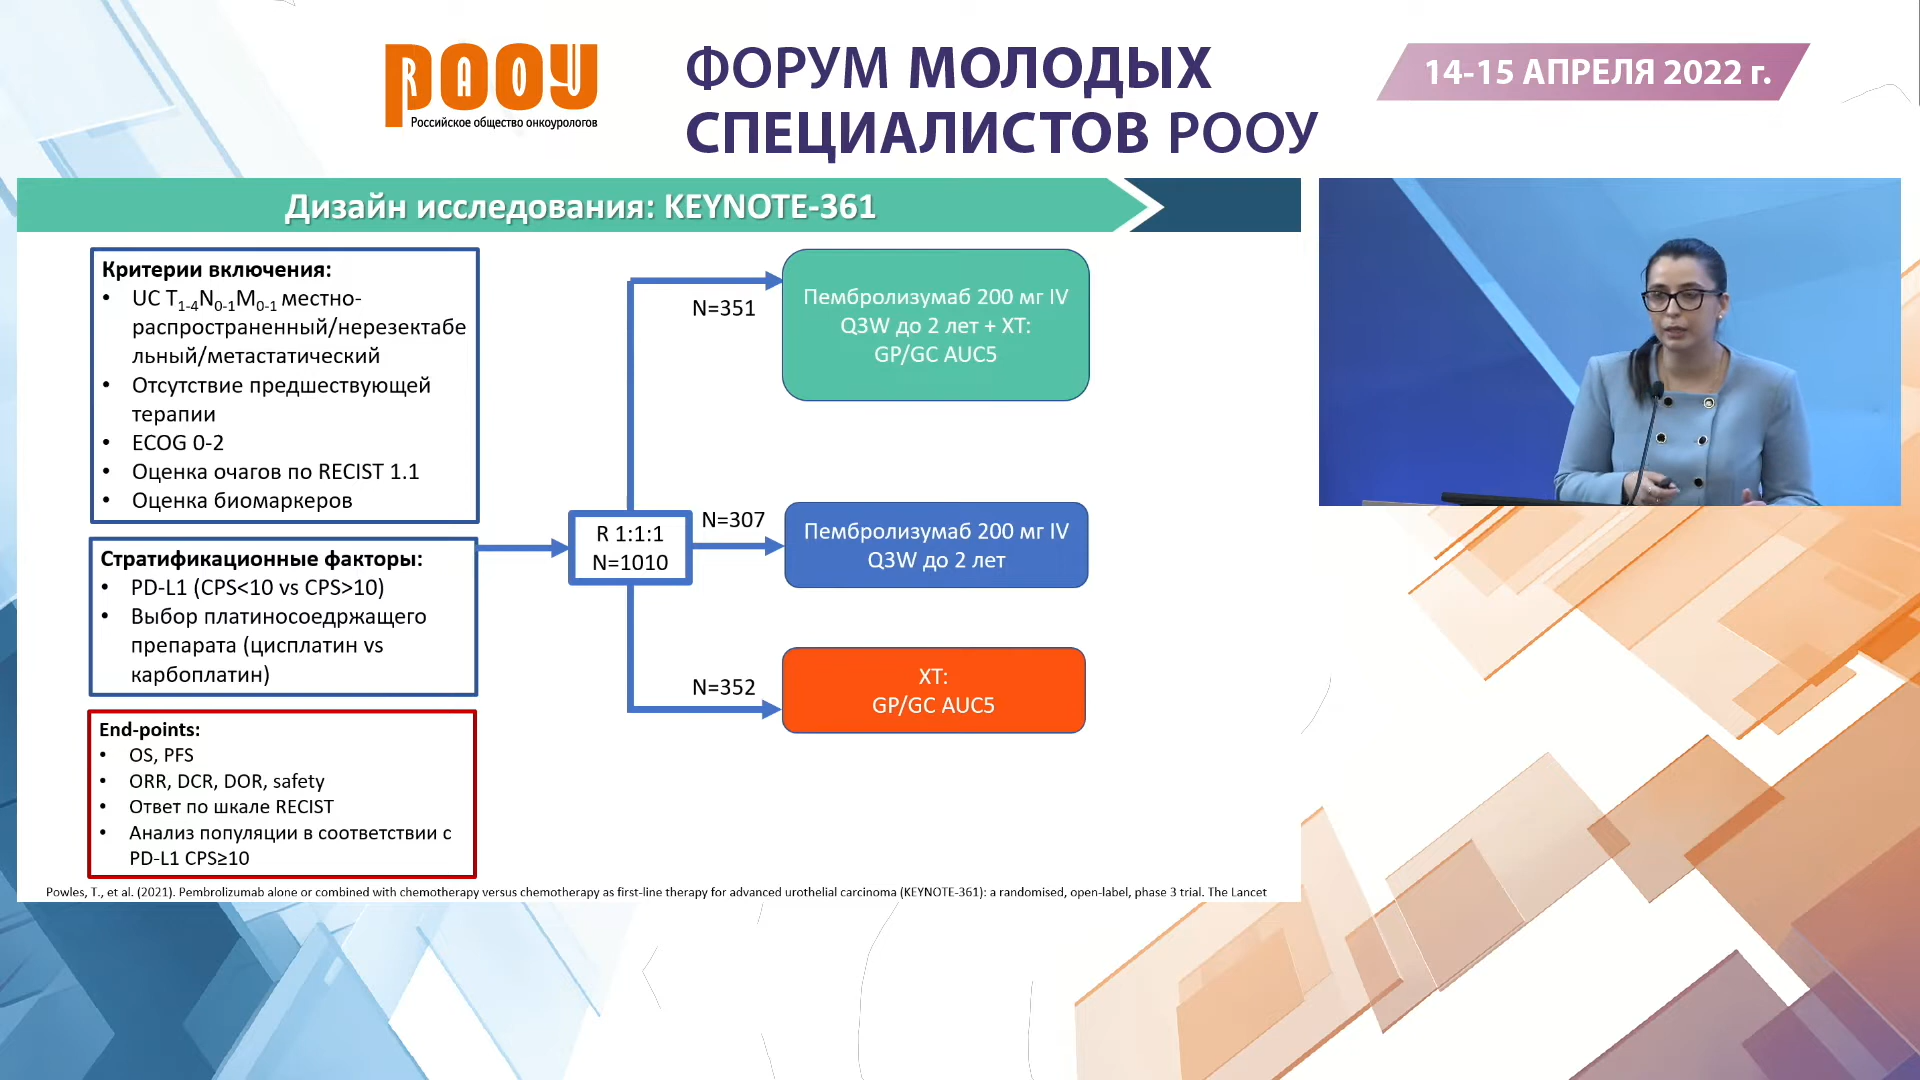 РООУ
RAOU
Российское общество онкоурологов
ФОРУМ МОЛОДЫХ
СПЕЦИАЛИСТОВ РООУ
14-15 АПРЕЛЯ 2022 г.
Дизайн исследования: KEYNOTE-361
Критерии включения:
• UC T1-4N0-1M0-1 местно-
распространенный/нерезектабе
льный/метастатический
• Отсутствие предшествующей
терапии
• ECOG 0-2
• Оценка очагов по RECIST 1.1
• Оценка биомаркеров
Стратификационные факторы:
• PD-L1 (CPS<10 vs CPS>10)
• Выбор платиносоедржащего
препарата (цисплатин vs
карбоплатин)
End-points:
• OS, PFS
• ORR, DCR, DOR, safety
• Ответ по шкале RECIST
• Анализ популяции в соответствии с
PD-L1 CPS≥10
R 1:1:1
N=1010
N=351
Пембролизумаб 200 мг IV
Q3W до 2 лет + ХТ:
GP/GC AUC5
N=307
Пембролизумаб 200 мг IV
Q3W до 2 лет
N=352
ХТ:
GP/GC AUC5
Powles, T., et al. (2021). Pembrolizumab alone or combined with chemotherapy versus chemotherapy as first-line therapy for advanced urothelial carcinoma (KEYNOTE-361): a randomised, open-label, phase 3 trial. The Lancet